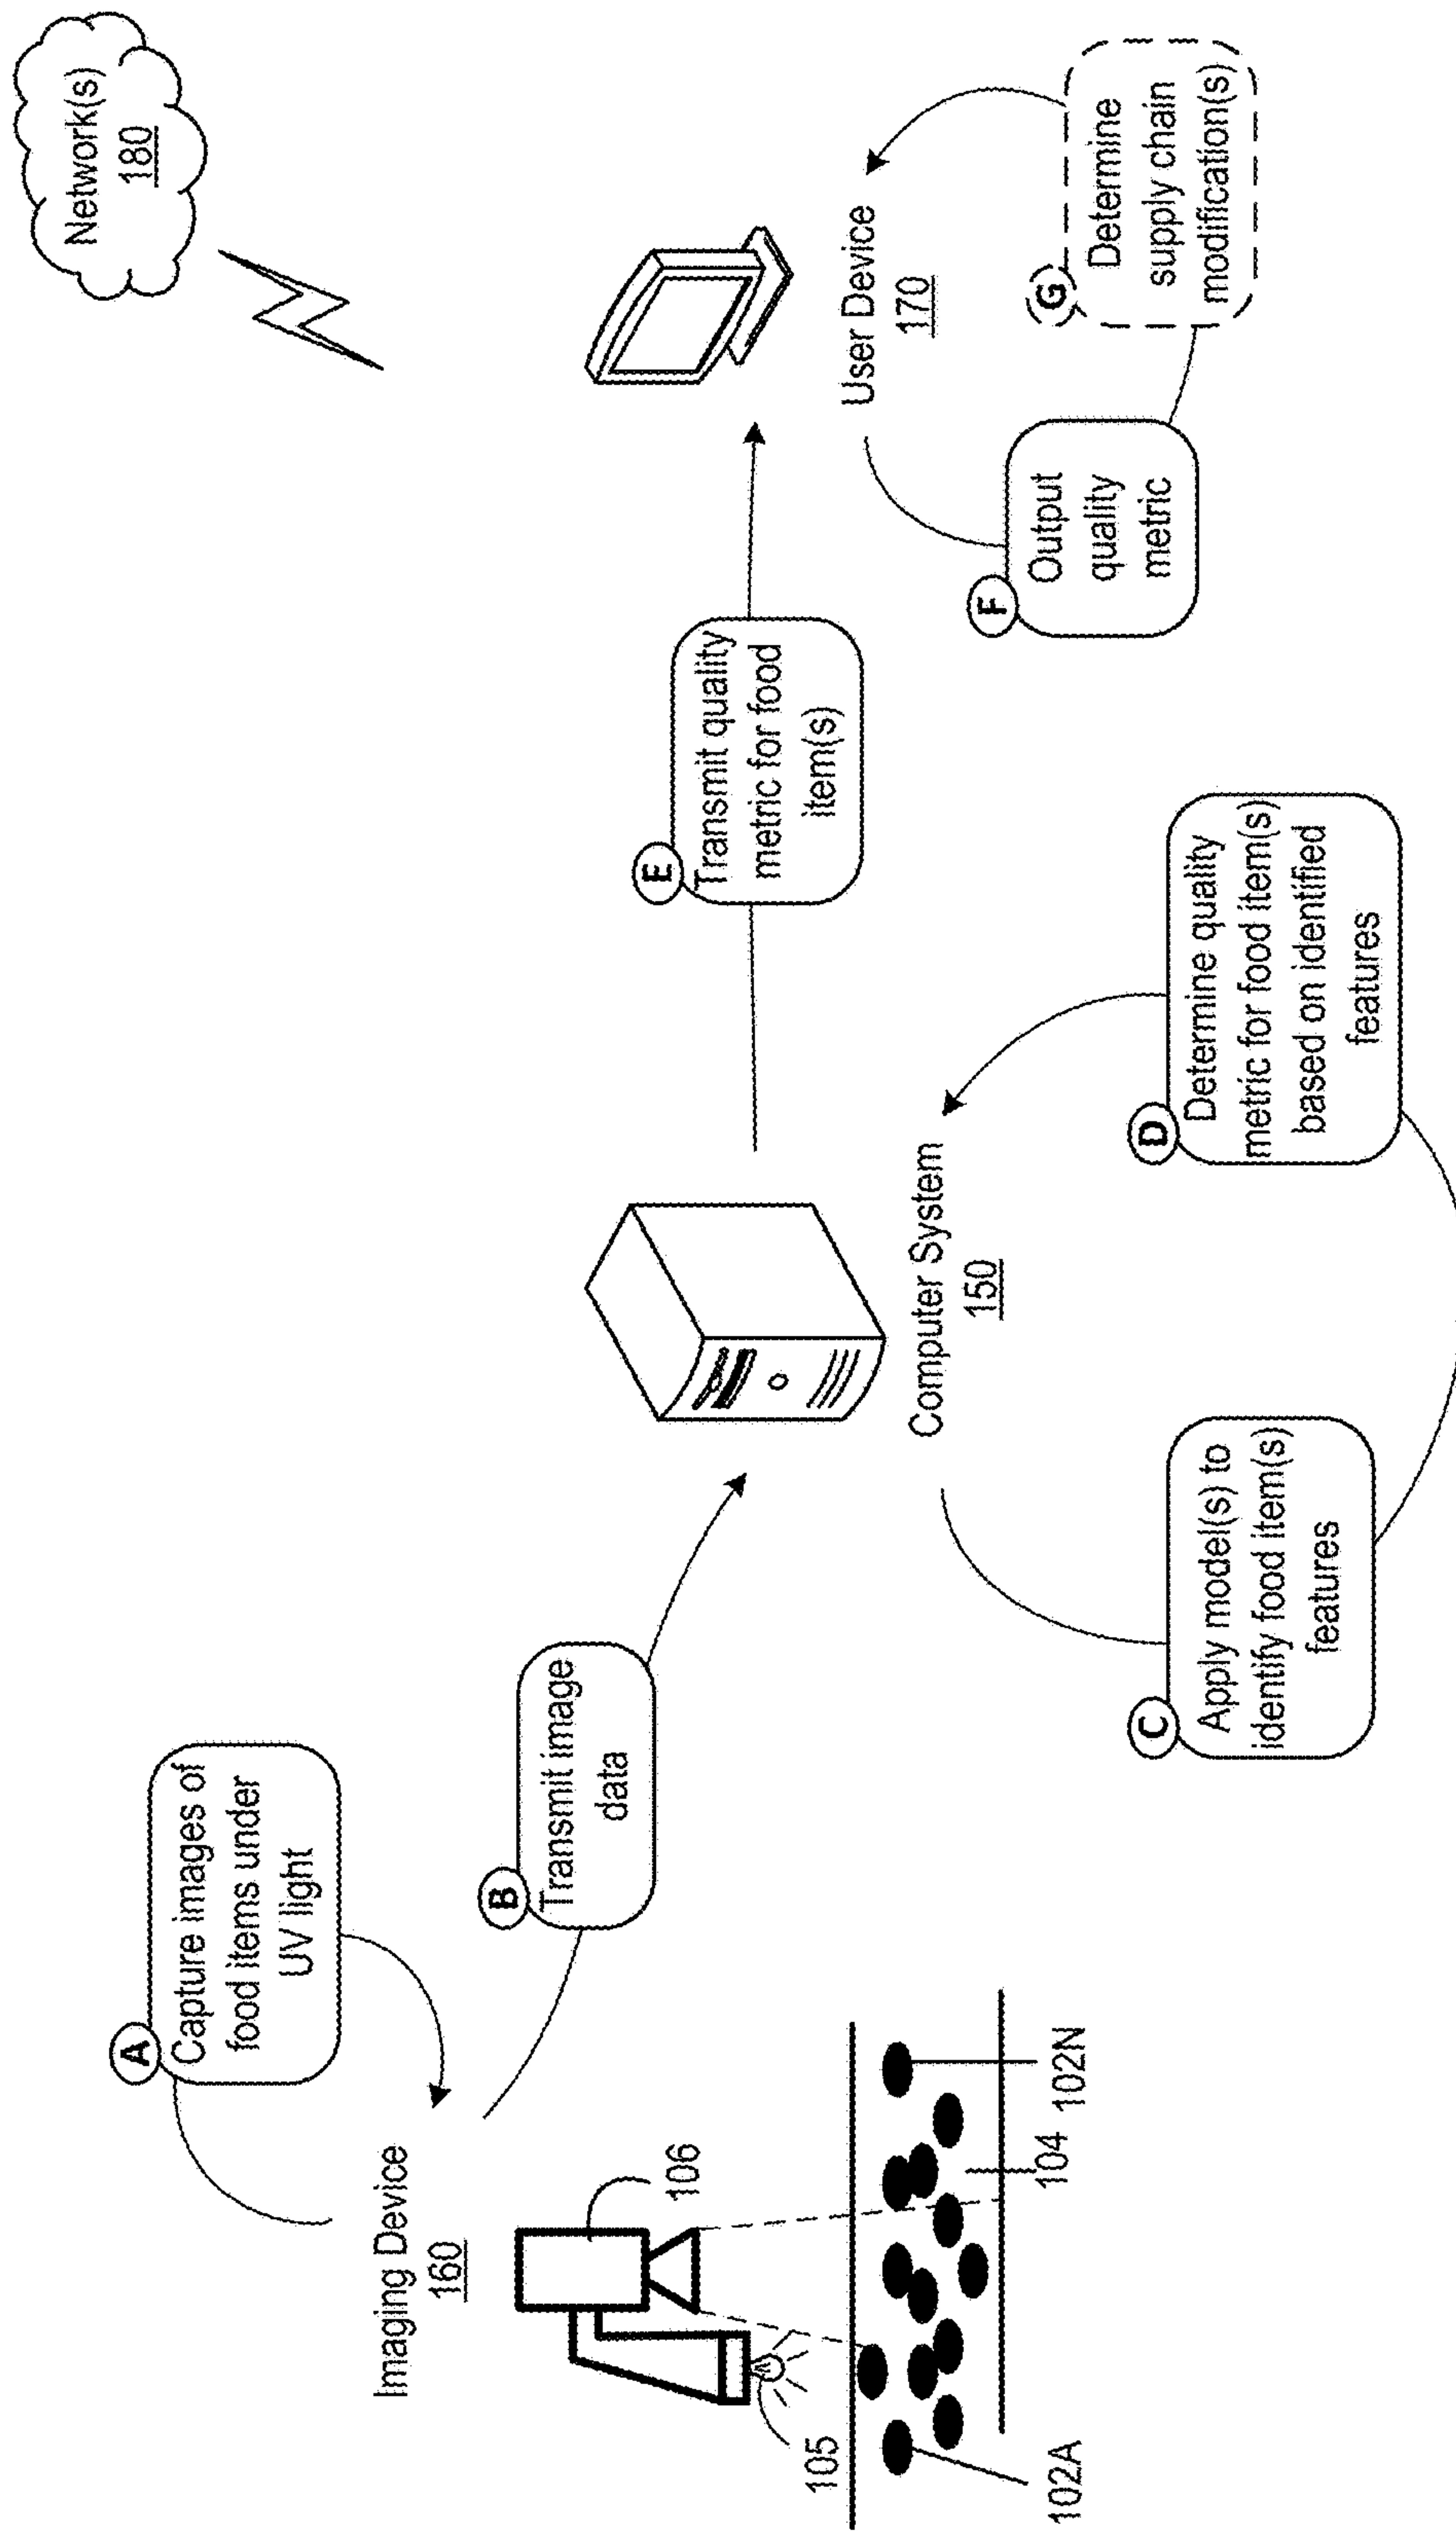 A
Capture images of
food items under
UV light
Imaging Device
160
106
105
102A
104
102N
B
Transmit image
data
Computer System
150
C
Apply model(s) to
identify food item(s)
features
D
Determine quality
metric for food item(s)
based on identified
features
E
Transmit quality
metric for food
item(s)
User Device
170
F
Output
quality
metric
G
Determine
supply chain
modification(s)
Network(s)
180